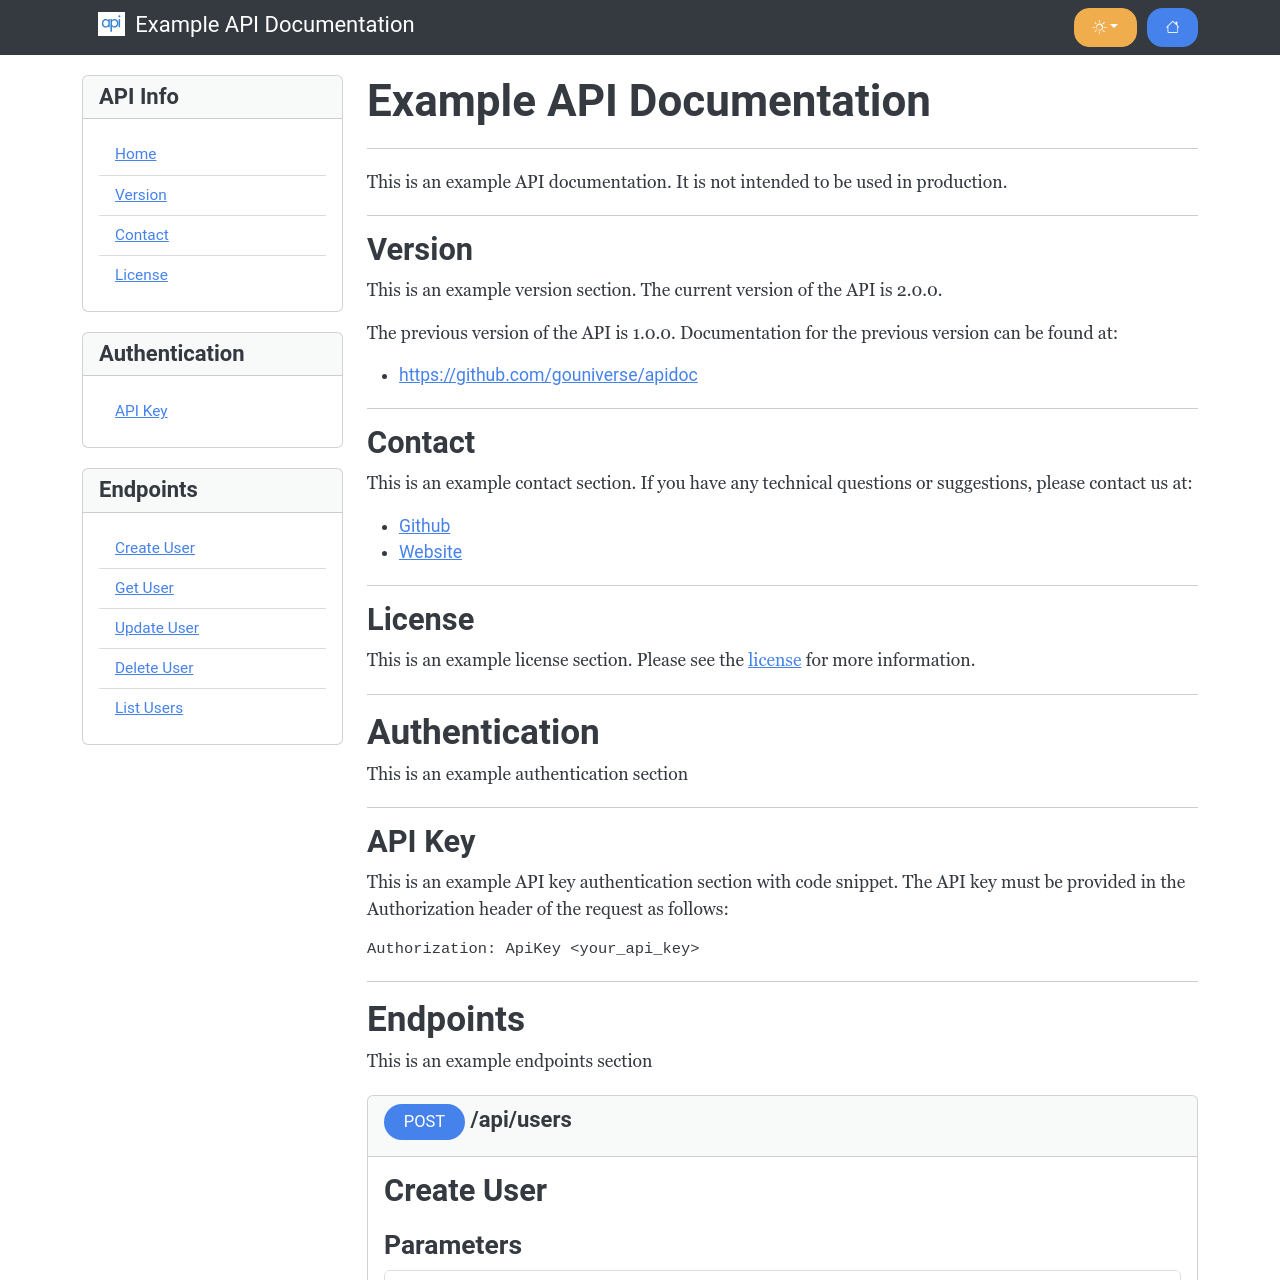 api Example API Documentation
API Info
Home
Version
Contact
License
Authentication
API Key
Endpoints
Create User
Get User
Update User
Delete User
List Users
Example API Documentation
This is an example API documentation. It is not intended to be used in production.
Version
This is an example version section. The current version of the API is 2.0.0.
The previous version of the API is 1.0.0. Documentation for the previous version can be found at:
https://github.com/gouniverse/apidoc
Contact
This is an example contact section. If you have any technical questions or suggestions, please contact us at:
Github
Website
License
This is an example license section. Please see the license for more information.
Authentication
This is an example authentication section
API Key
This is an example API key authentication section with code snippet. The API key must be provided in the
Authorization header of the request as follows:
Authorization: ApiKey <your_api_key>
Endpoints
This is an example endpoints section
POST /api/users
Create User
Parameters